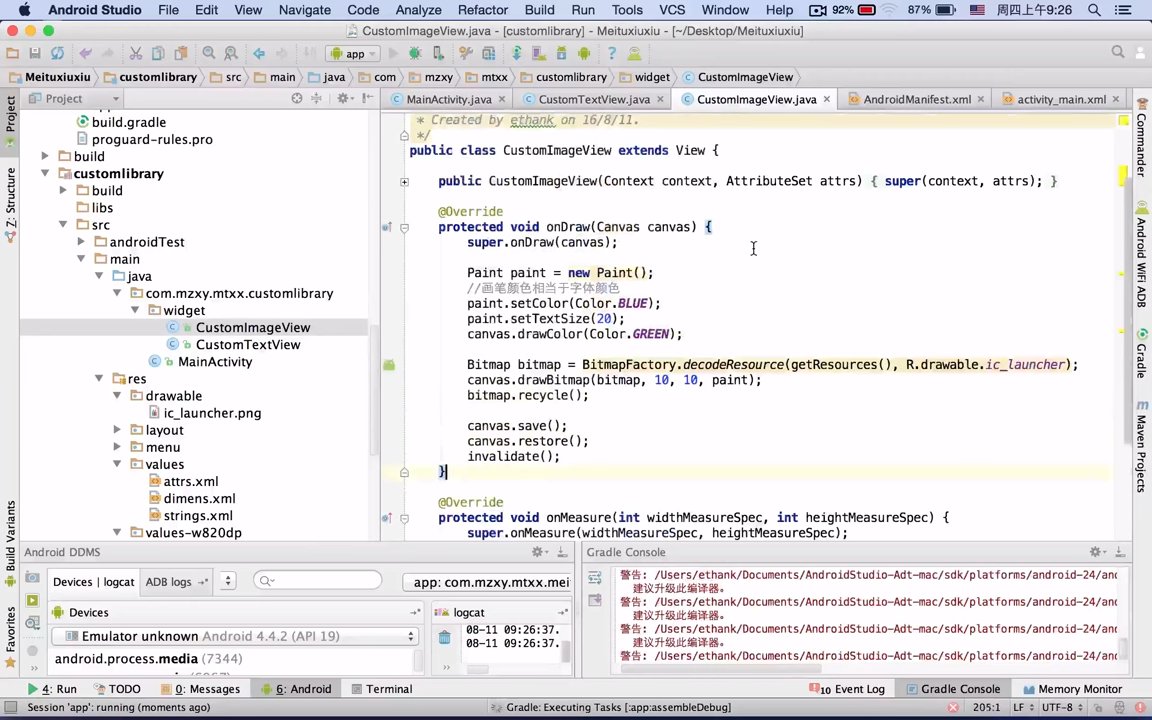 Android Studio File Edit View Navigate Code Analyze Refactor Build Run Tools VCS Window Help 92% 87% 周四上午9:26
CustomImageView.java - [customlibrary] - Meituxiuxiu - [~/Desktop/Meituxiuxiu]
app
Meituxiuxiu customlibrary src main java com mzxy mtxx customlibrary widget CustomImageView
Project
MainActivity.java CustomTextView.java CustomImageView.java AndroidManifest.xml activity_main.xml
Project
Z: Structure
Build Variants
Favorites
build.gradle
proguard-rules.pro
build
customlibrary
build
libs
src
androidTest
main
java
com.mzxy.mtxx.customlibrary
widget
CustomImageView
CustomTextView
MainActivity
res
drawable
ic_launcher.png
layout
menu
values
attrs.xml
dimens.xml
strings.xml
values-w820dp
* Created by ethank on 16/8/11.
*/
public class CustomImageView extends View {
public CustomImageView(Context context, AttributeSet attrs) { super(context, attrs); }
@Override
protected void onDraw(Canvas canvas) {
super.onDraw(canvas);
Paint paint = new Paint();
//画笔颜色相当于字体颜色
paint.setColor(Color.BLUE);
paint.setTextSize(20);
canvas.drawColor(Color.GREEN);
Bitmap bitmap = BitmapFactory.decodeResource(getResources(), R.drawable.ic_launcher);
canvas.drawBitmap(bitmap, 10, 10, paint);
bitmap.recycle();
canvas.save();
canvas.restore();
invalidate();
}
@Override
protected void onMeasure(int widthMeasureSpec, int heightMeasureSpec) {
super.onMeasure(widthMeasureSpec, heightMeasureSpec);
Commander
Android WiFi ADB
Gradle
Maven Projects
Android DDMS
Devices | logcat ADB logs app: com.mzxy.mtxx.mei
Devices logcat
Emulator unknown Android 4.4.2 (API 19)
android.process.media (7344)
08-11 09:26:37.
08-11 09:26:37.
Gradle Console
警告: /Users/ethank/Documents/AndroidStudio-Adt-mac/sdk/platforms/android-24/and
建议升级此编译器。
警告: /Users/ethank/Documents/AndroidStudio-Adt-mac/sdk/platforms/android-24/and
建议升级此编译器。
警告: /Users/ethank/Documents/AndroidStudio-Adt-mac/sdk/platforms/android-24/and
建议升级此编译器。
警告: /Users/ethank/Documents/AndroidStudio-Adt-mac/sdk/platforms/android-24/and
4: Run TODO 0: Messages 6: Android Terminal 10 Event Log Gradle Console Memory Monitor
Session 'app': running (moments ago) Gradle: Executing Tasks [:app:assembleDebug] 205:1 LF UTF-8